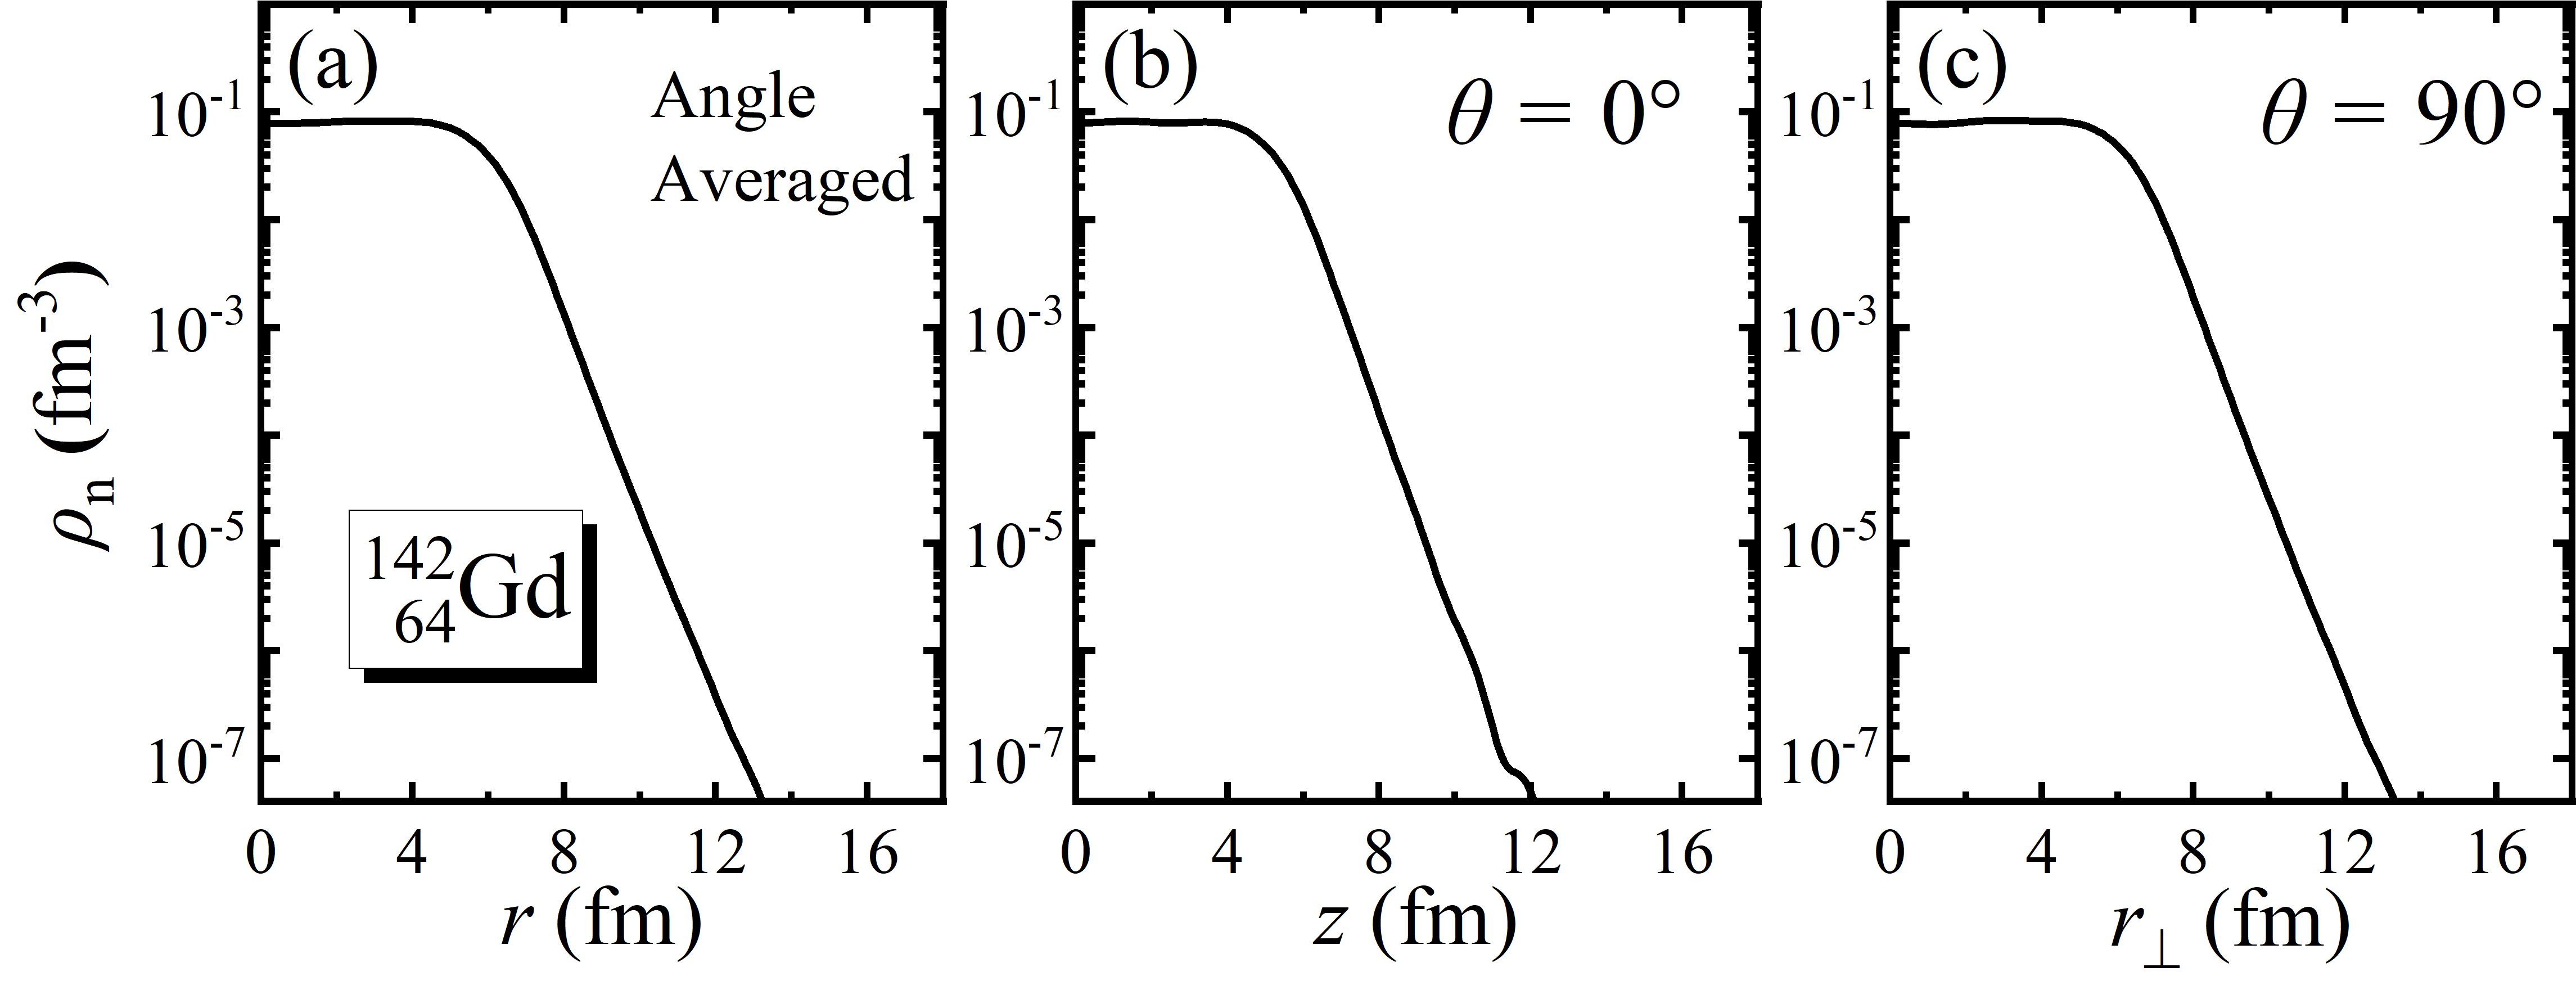 (a)
Angle
Averaged
(b)
θ = 0°
(c)
θ = 90°
ρₙ (fm⁻³)
10⁻¹
10⁻³
10⁻⁵
10⁻⁷
¹⁴²₆₄Gd
0 4 8 12 16
r (fm)
10⁻¹
10⁻³
10⁻⁵
10⁻⁷
0 4 8 12 16
z (fm)
10⁻¹
10⁻³
10⁻⁵
10⁻⁷
0 4 8 12 16
r⊥ (fm)